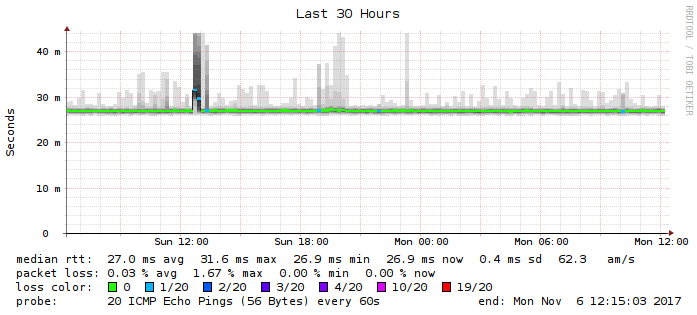 Last 30 Hours
RRDTOOL / TOBI OETIKER
Seconds
40 m
30 m
20 m
10 m
0
Sun 12:00 Sun 18:00 Mon 00:00 Mon 06:00 Mon 12:00
median rtt: 27.0 ms avg 31.6 ms max 26.9 ms min 26.9 ms now 0.4 ms sd 62.3 am/s
packet loss: 0.03 % avg 1.67 % max 0.00 % min 0.00 % now
loss color: 0 1/20 2/20 3/20 4/20 10/20 19/20
probe: 20 ICMP Echo Pings (56 Bytes) every 60s end: Mon Nov 6 12:15:03 2017